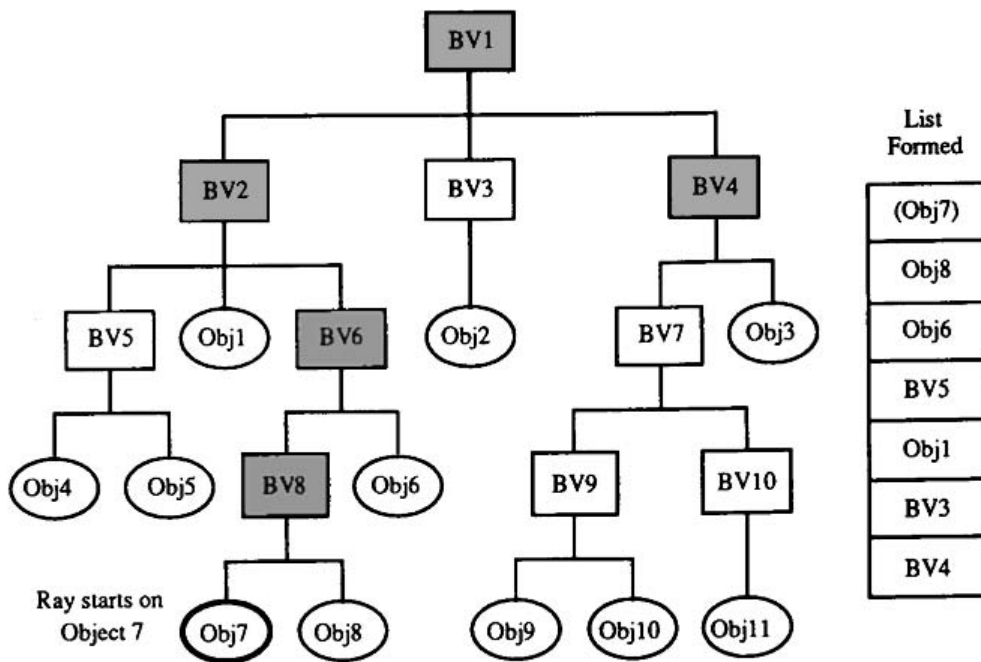 BV1
List
Formed
BV2
BV3
BV4
(Obj7)
Obj8
BV5
Obj1
BV6
Obj2
BV7
Obj3
Obj6
BV5
Obj4
Obj5
BV8
Obj6
BV9
BV10
Obj1
BV3
BV4
Ray starts on
Object 7
Obj7
Obj8
Obj9
Obj10
Obj11